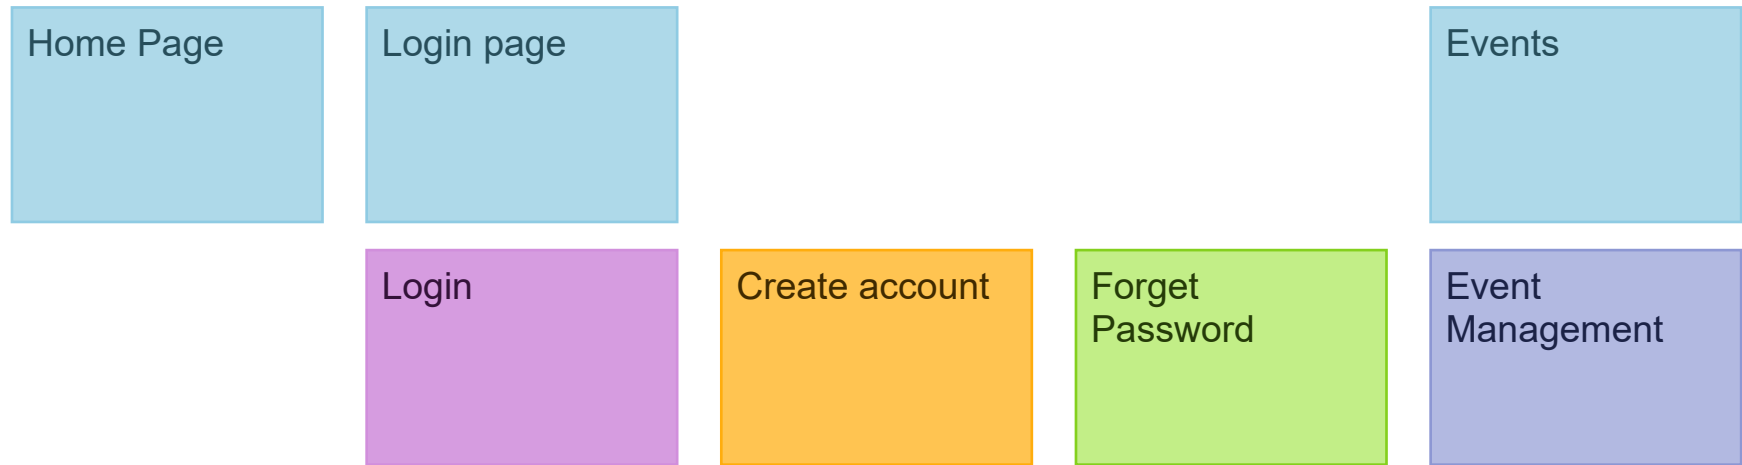 Home Page
Login page
Events
Login
Create account
Forget
Password
Event
Management